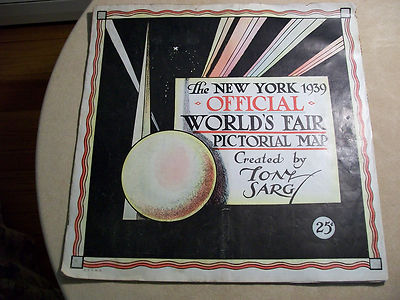 The NEW YORK 1939
· OFFICIAL ·
WORLD'S FAIR
PICTORIAL MAP
Created by
TONY
SARG
25¢